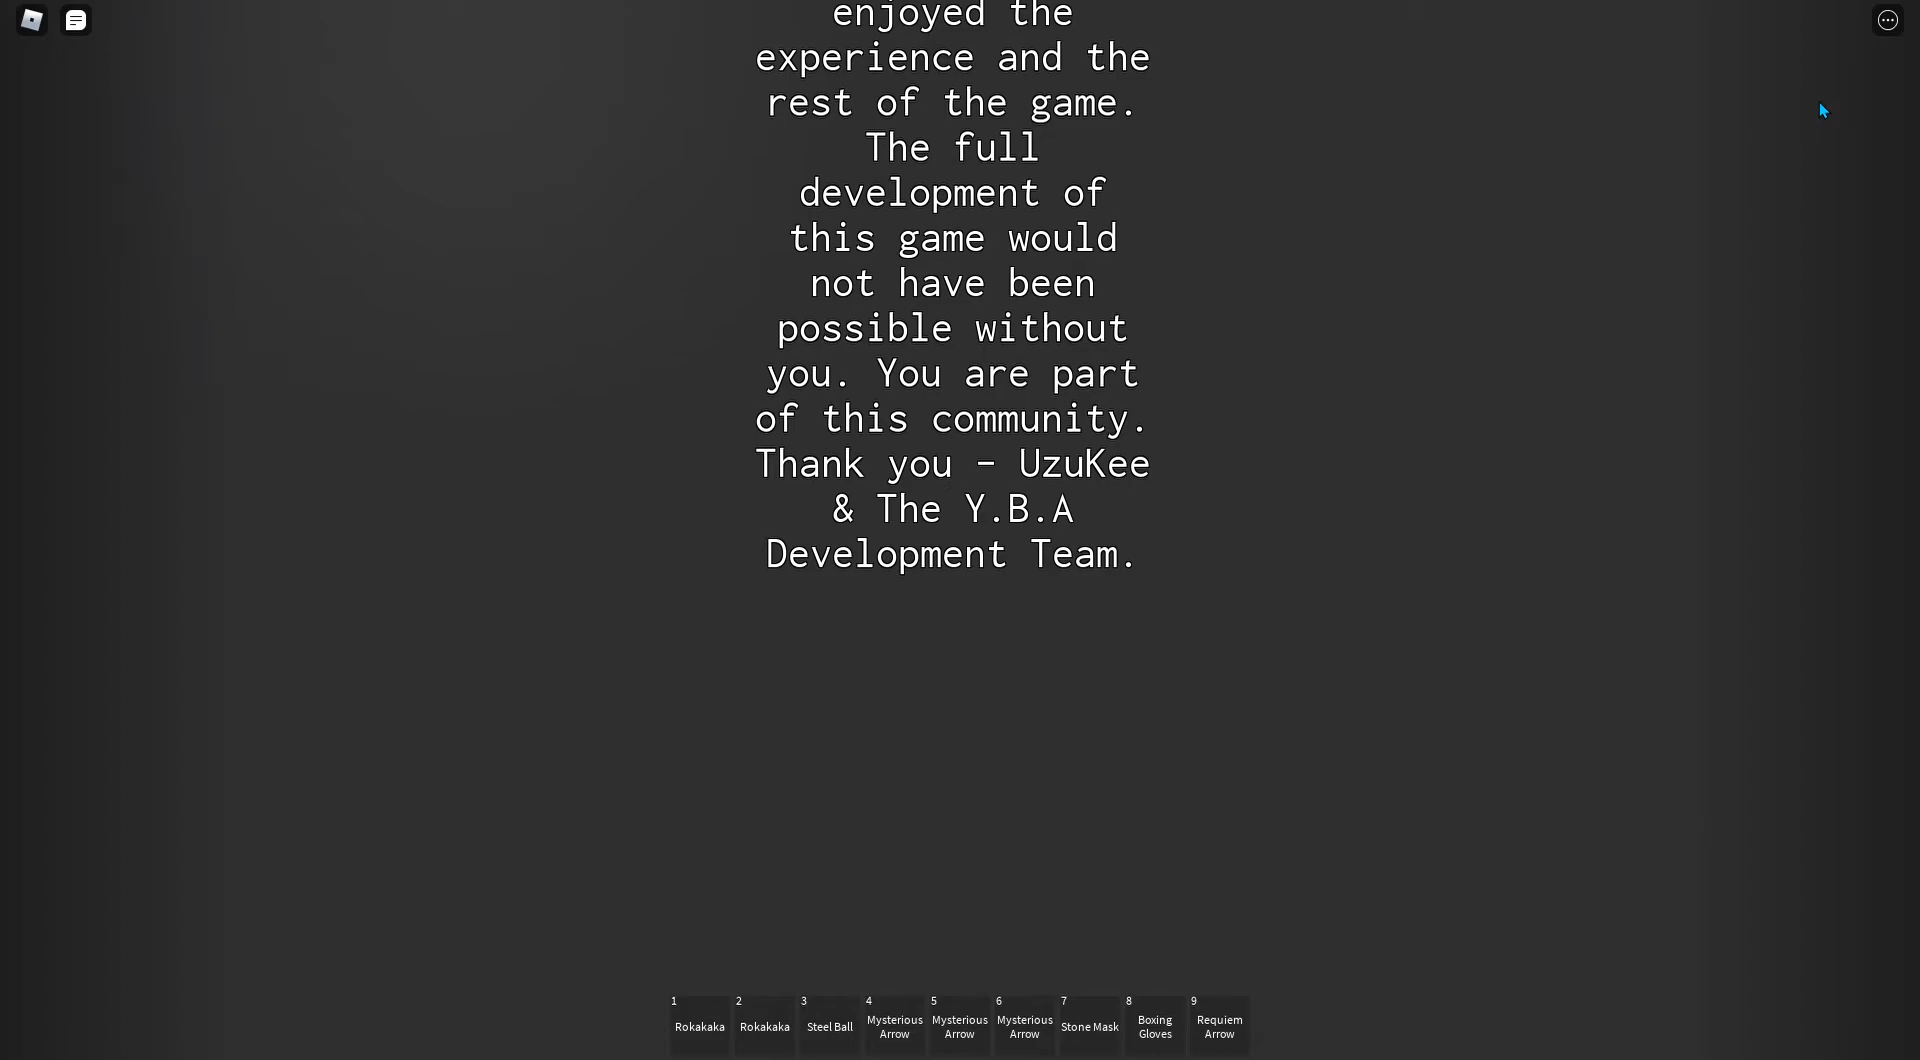 enjoyed the
experience and the
rest of the game.
The full
development of
this game would
not have been
possible without
you. You are part
of this community.
Thank you - UzuKee
& The Y.B.A
Development Team.
1
Rokakaka
2
Rokakaka
3
Steel Ball
4
Mysterious
Arrow
5
Mysterious
Arrow
6
Mysterious
Arrow
7
Stone Mask
8
Boxing
Gloves
9
Requiem
Arrow